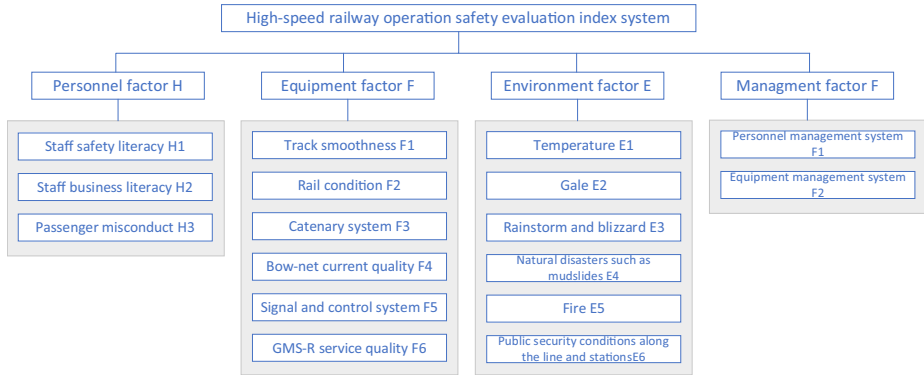 High-speed railway operation safety evaluation index system
Personnel factor H
Equipment factor F
Environment factor E
Managment factor F
Staff safety literacy H1
Staff business literacy H2
Passenger misconduct H3
Track smoothness F1
Rail condition F2
Catenary system F3
Bow-net current quality F4
Signal and control system F5
GMS-R service quality F6
Temperature E1
Gale E2
Rainstorm and blizzard E3
Natural disasters such as
mudslides E4
Fire E5
Public security conditions along
the line and stationsE6
Personnel management system
F1
Equipment management system
F2